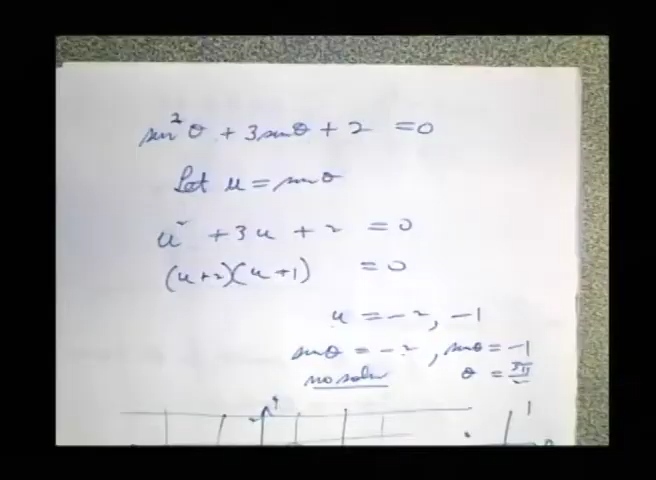 sin²θ + 3sinθ + 2 = 0
Let u = sinθ
u² + 3u + 2 = 0
(u+2)(u+1) = 0
u = -2, -1
sinθ = -2, sinθ = -1
no soln θ = 3π/2
1